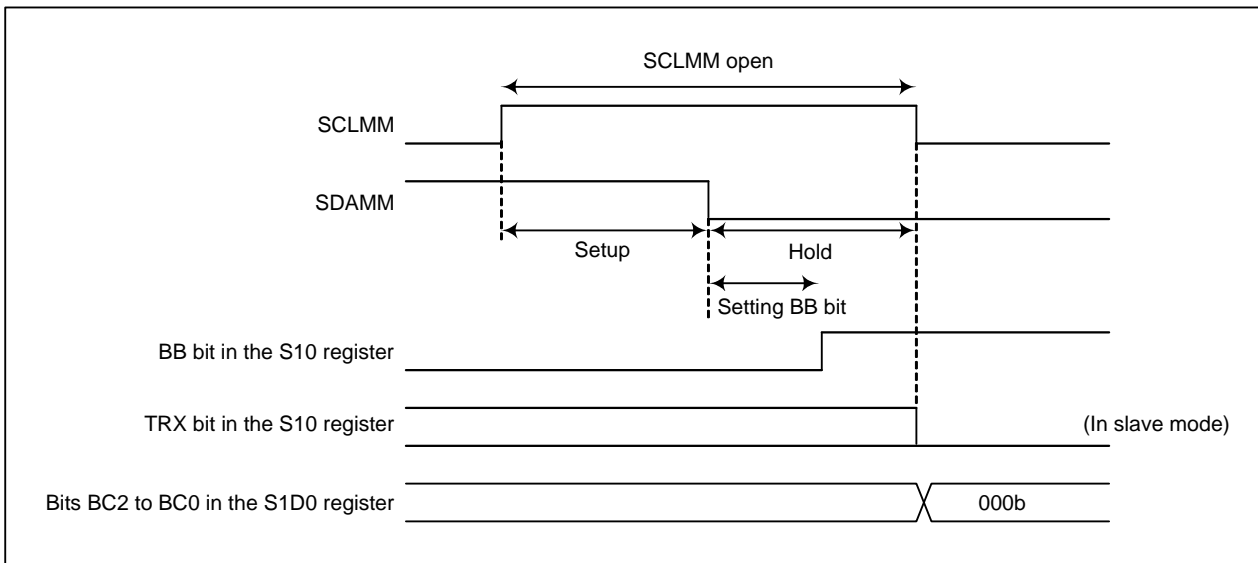 SCLMM open
SCLMM
SDAMM
Setup
Hold
Setting BB bit
BB bit in the S10 register
TRX bit in the S10 register
(In slave mode)
Bits BC2 to BC0 in the S1D0 register
000b